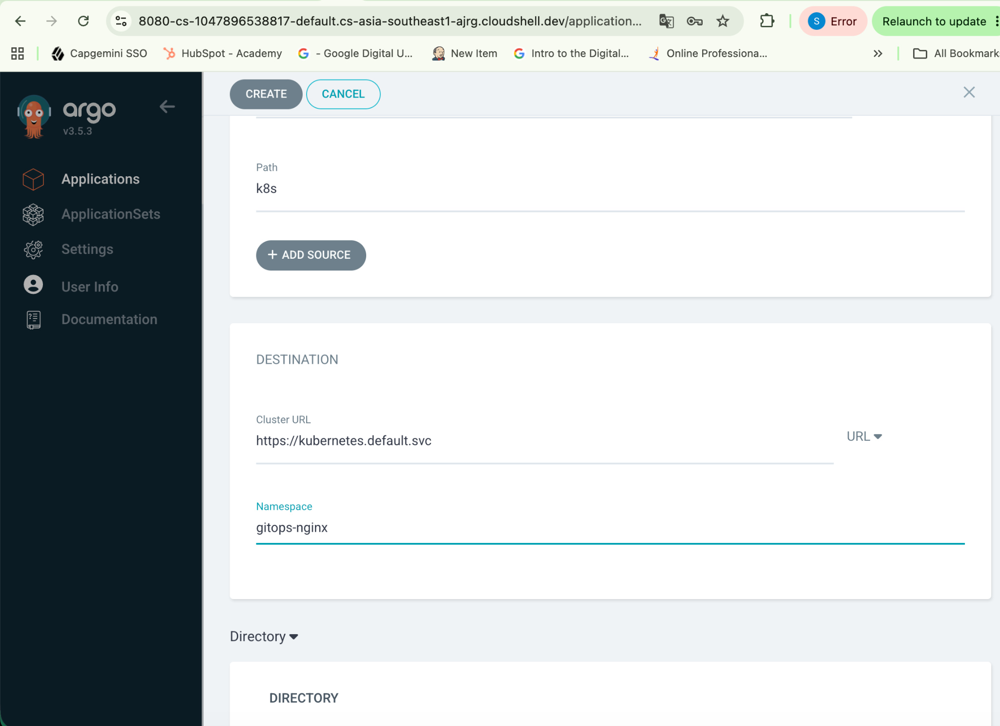 8080-cs-1047896538817-default.cs-asia-southeast1-ajrg.cloudshell.dev/application...
S Error
Relaunch to update
Capgemini SSO
HubSpot - Academy
- Google Digital U...
New Item
Intro to the Digital...
Online Professiona...
»
All Bookmarks
argo
v3.5.3
Applications
ApplicationSets
Settings
User Info
Documentation
CREATE
CANCEL
Path
k8s
+ ADD SOURCE
DESTINATION
Cluster URL
https://kubernetes.default.svc
URL
Namespace
gitops-nginx
Directory
DIRECTORY